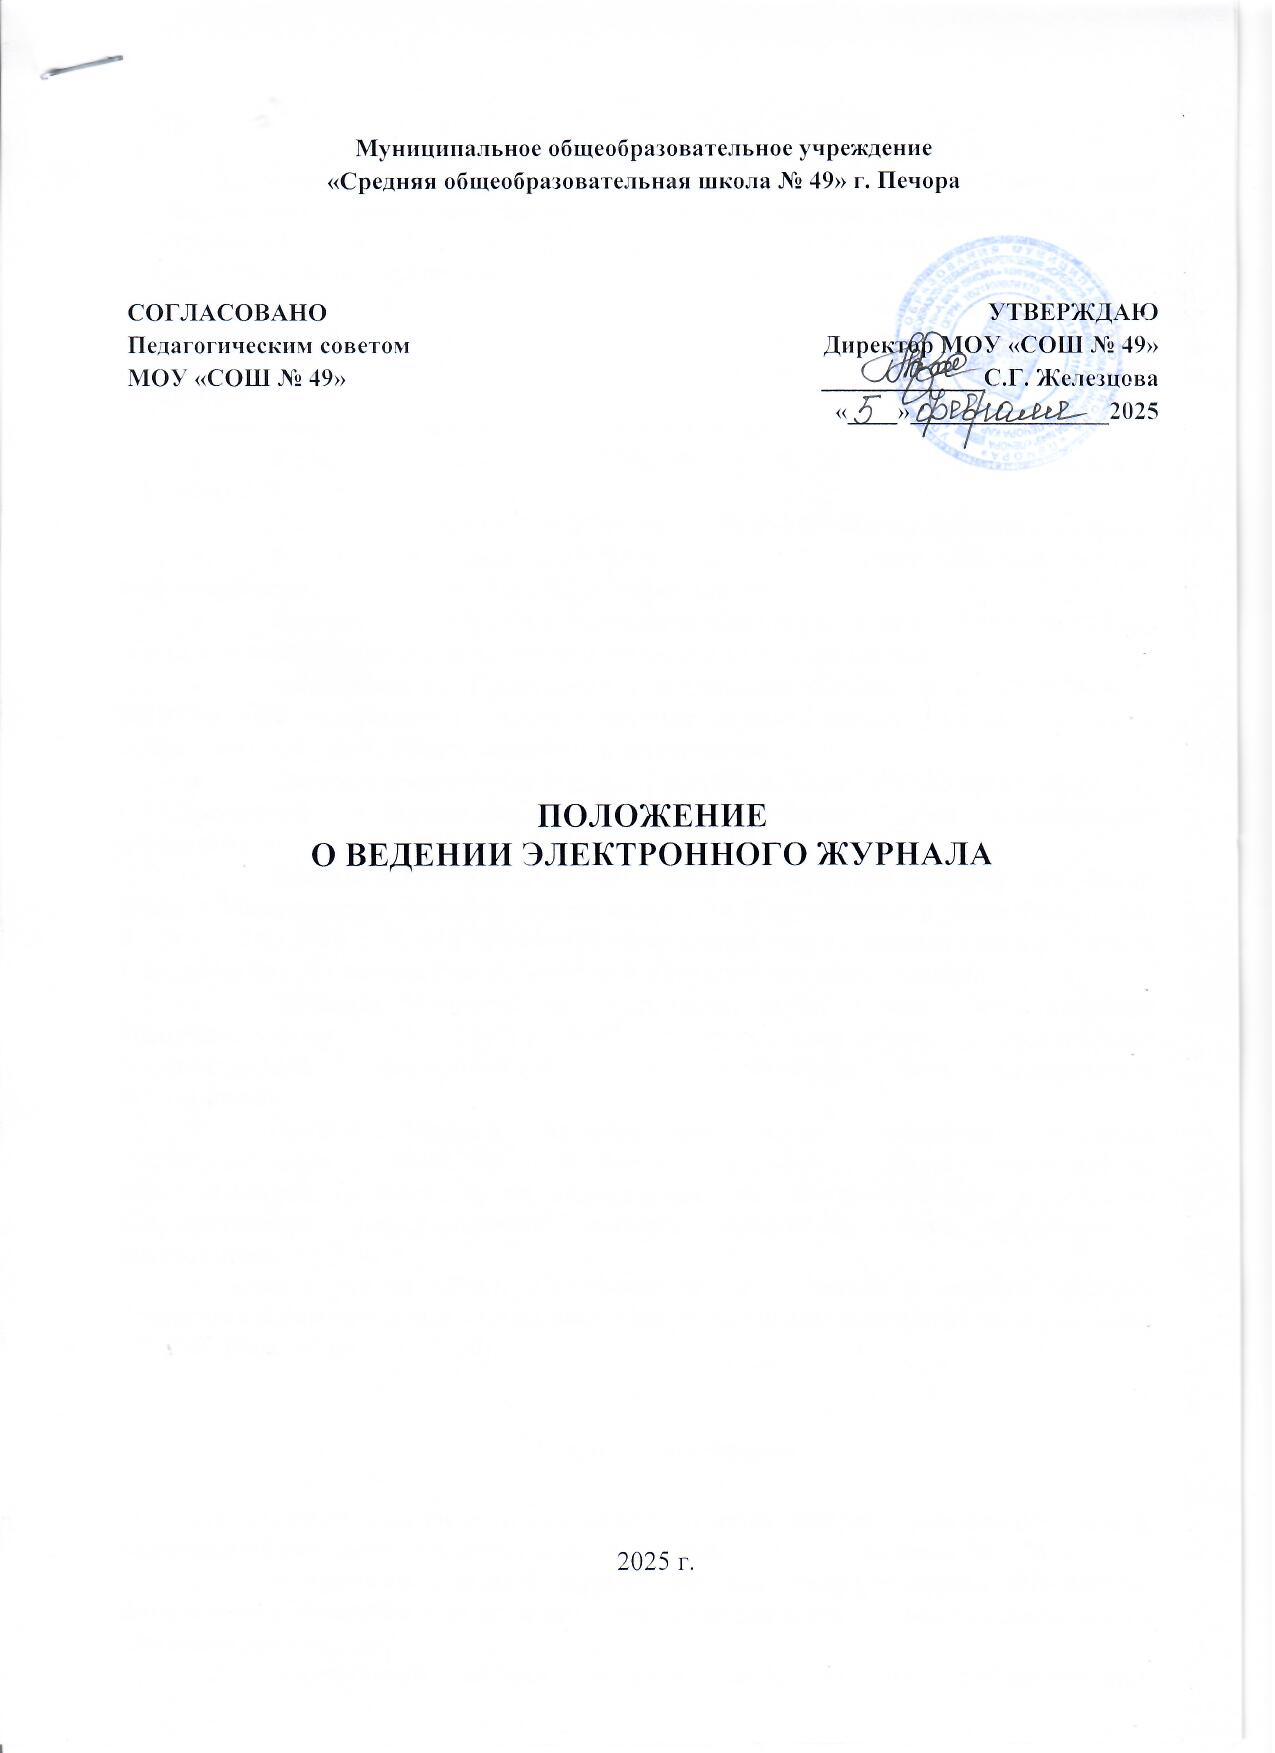 Муниципальное общеобразовательное учреждение
«Средняя общеобразовательная школа № 49» г. Печора
СОГЛАСОВАНО
Педагогическим советом
МОУ «СОШ № 49»
УТВЕРЖДАЮ
Директор МОУ «СОШ № 49»
С.Г. Железцова
«5» февраля 2025
ПОЛОЖЕНИЕ
О ВЕДЕНИИ ЭЛЕКТРОННОГО ЖУРНАЛА
2025 г.